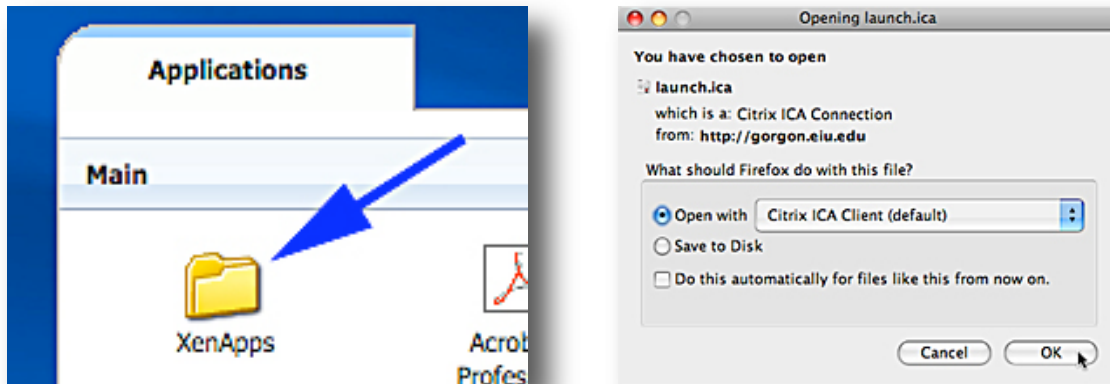 Applications
Main
XenApps
Opening launch.ica
You have chosen to open
launch.ica
which is a: Citrix ICA Connection
from: http://gorgon.eiu.edu
What should Firefox do with this file?
Open with Citrix ICA Client (default)
Save to Disk
Do this automatically for files like this from now on.
Cancel OK